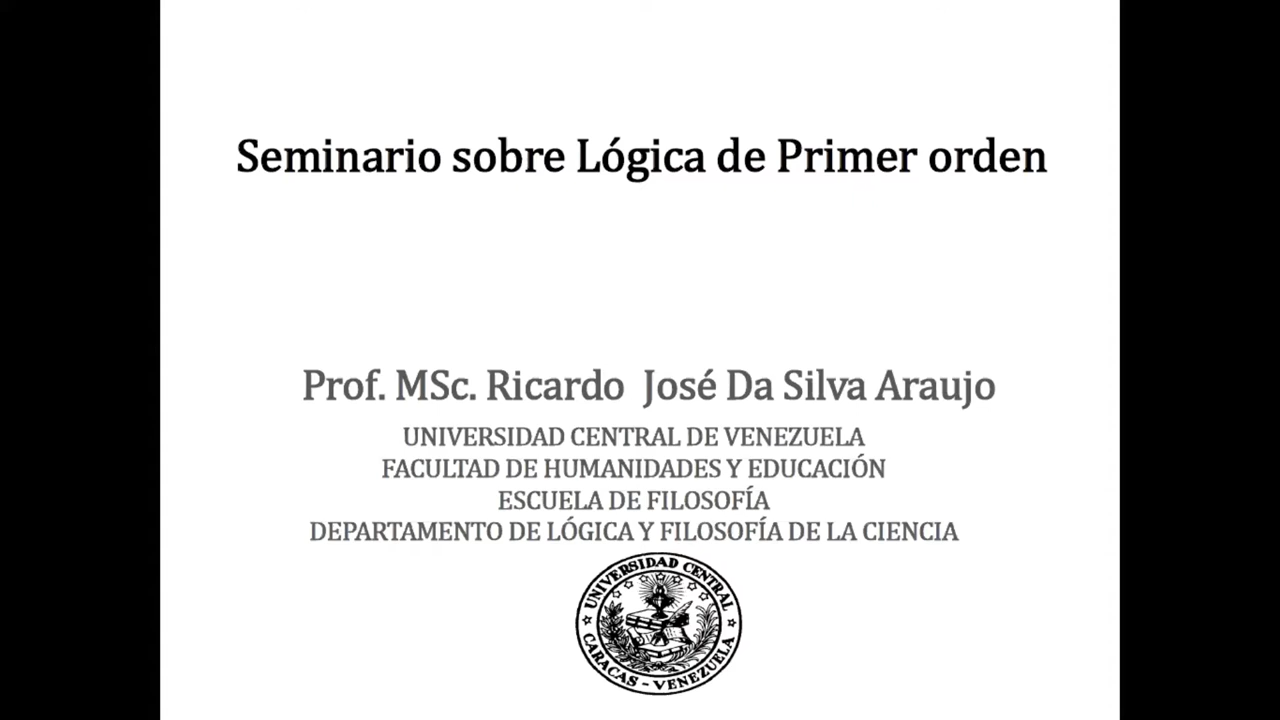 Seminario sobre Lógica de Primer orden
Prof. MSc. Ricardo José Da Silva Araujo
UNIVERSIDAD CENTRAL DE VENEZUELA
FACULTAD DE HUMANIDADES Y EDUCACIÓN
ESCUELA DE FILOSOFÍA
DEPARTAMENTO DE LÓGICA Y FILOSOFÍA DE LA CIENCIA
UNIVERSIDAD CENTRAL
CARACAS - VENEZUELA